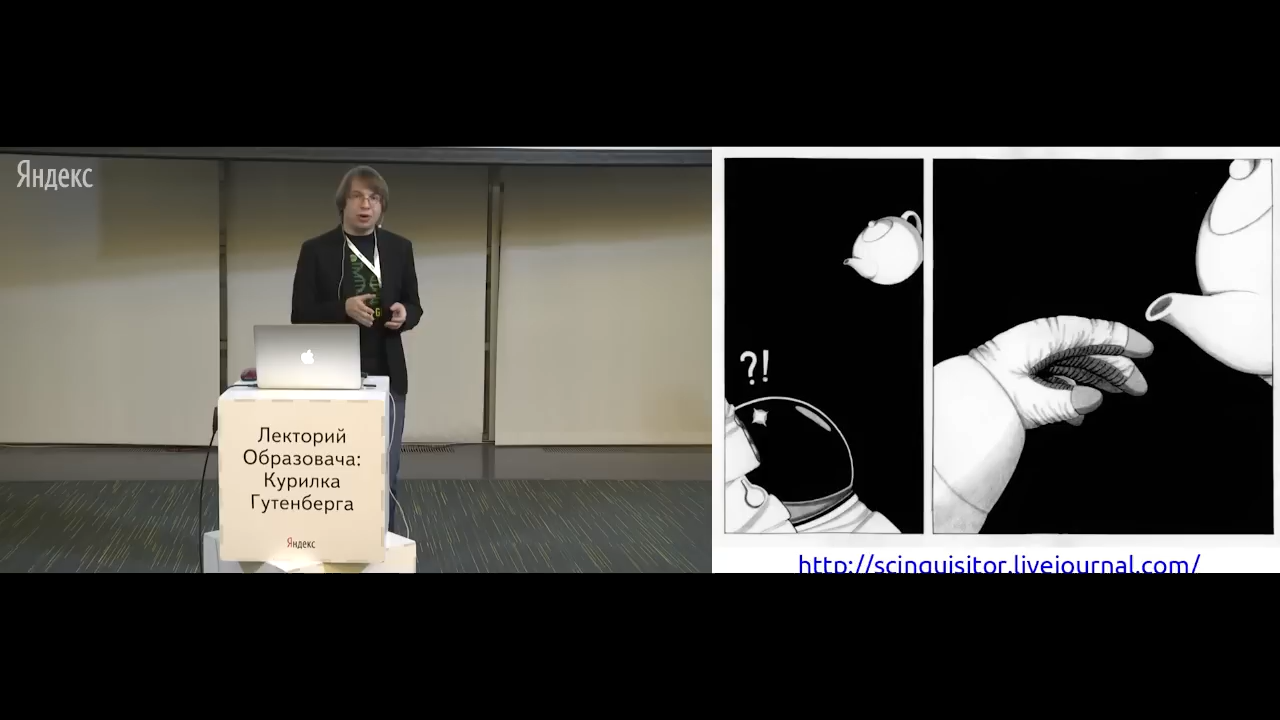 Яндекс
?!
Лекторий
Образовача:
Курилка
Гутенберга
Яндекс
http://scinquisitor.livejournal.com/